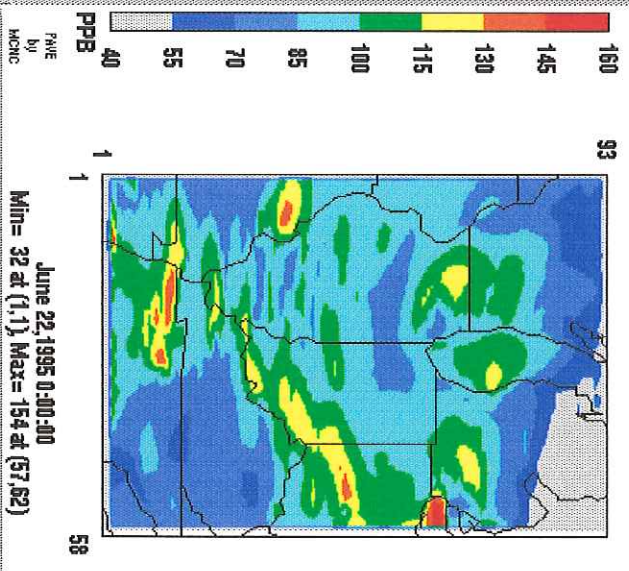 160
145
130
115
100
85
70
55
40
PPB
93
1
1
58
PAVE
by
MCNC
June 22,1995 0:00:00
Min= 32 at (1,1), Max= 154 at (57,62)